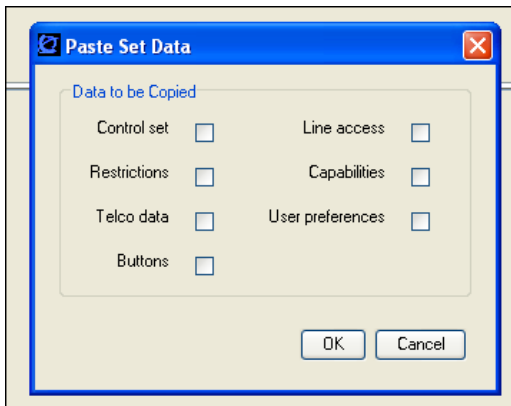 Paste Set Data
Data to be Copied
Control set Line access
Restrictions Capabilities
Telco data User preferences
Buttons
OK Cancel